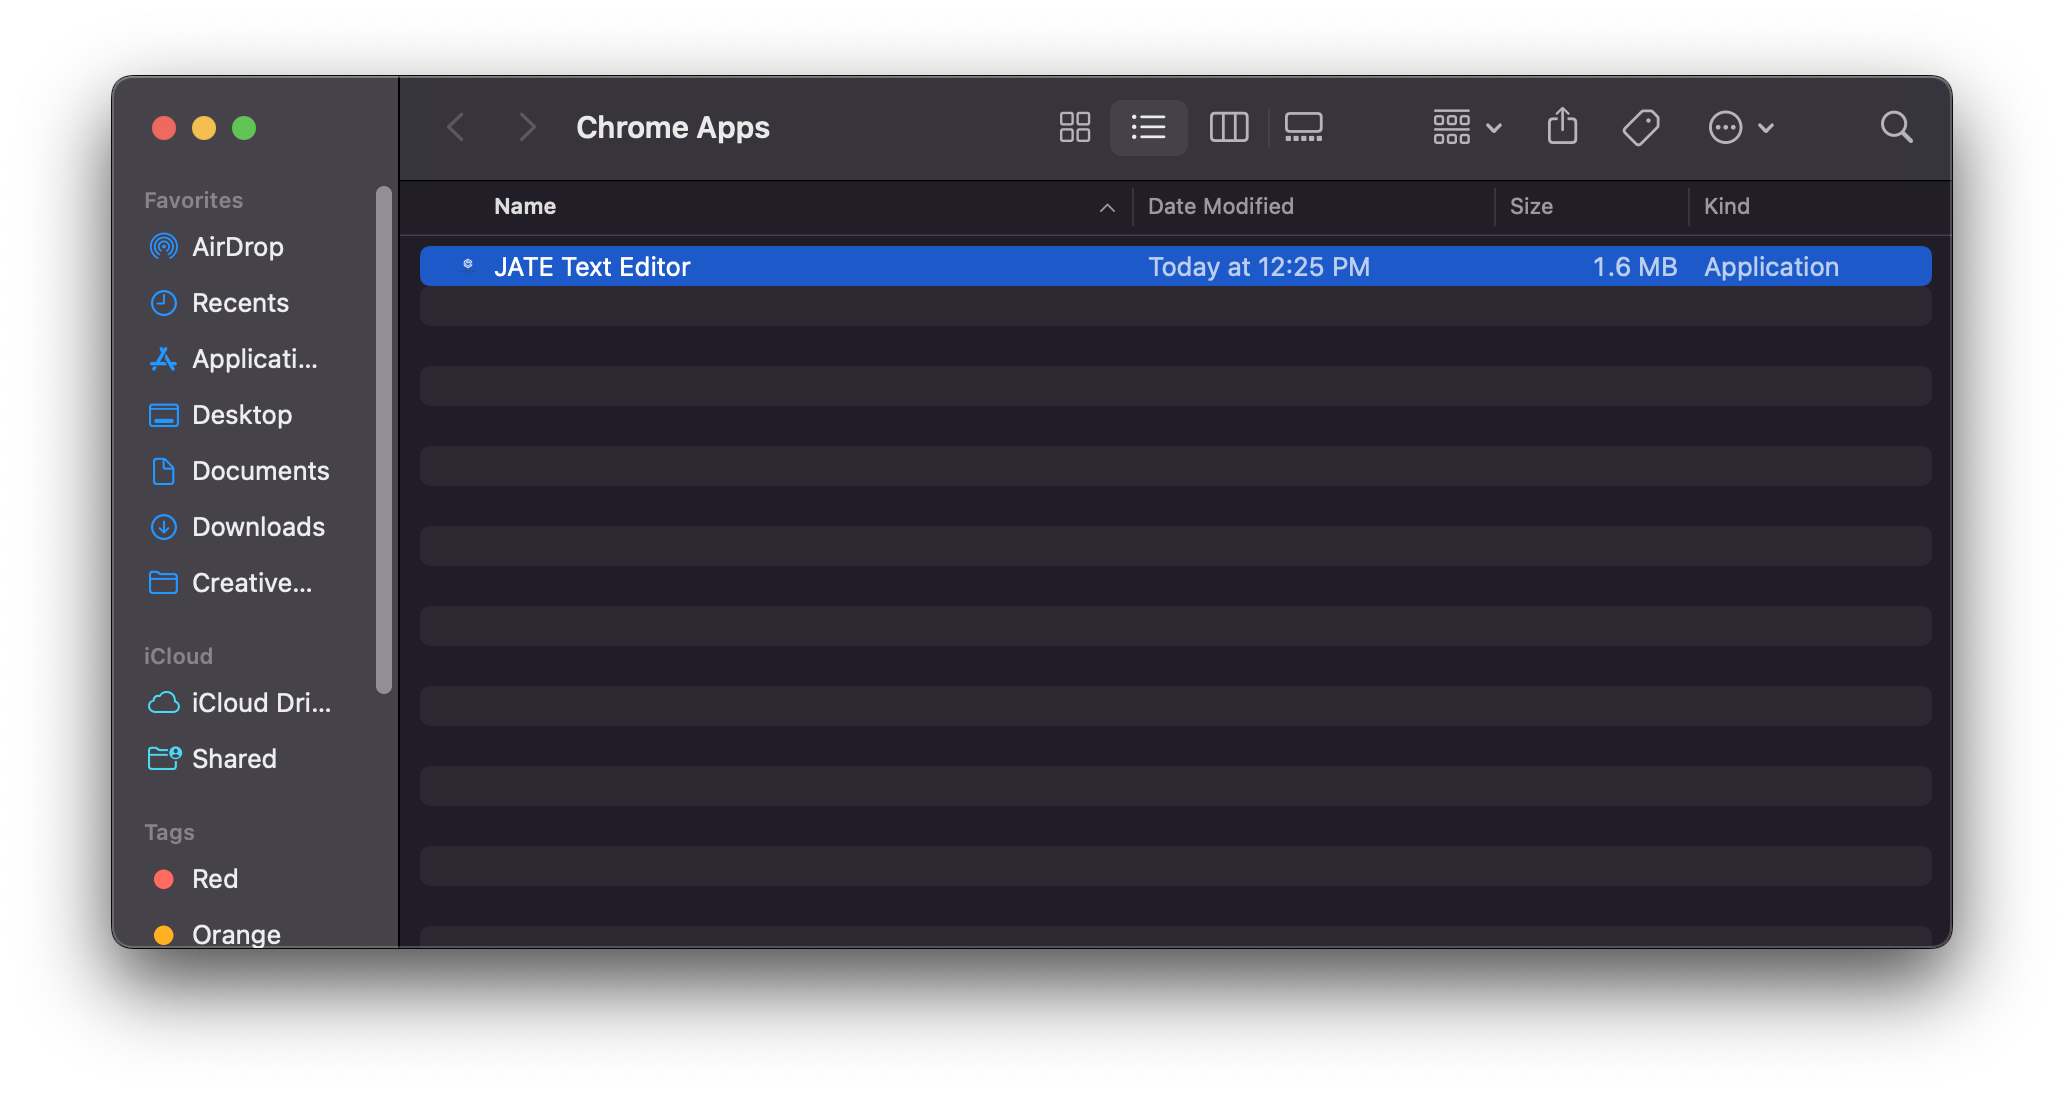 Chrome Apps
Favorites
AirDrop
Recents
Applicati...
Desktop
Documents
Downloads
Creative...
iCloud
iCloud Dri...
Shared
Tags
Red
Orange
Name Date Modified Size Kind
JATE Text Editor Today at 12:25 PM 1.6 MB Application